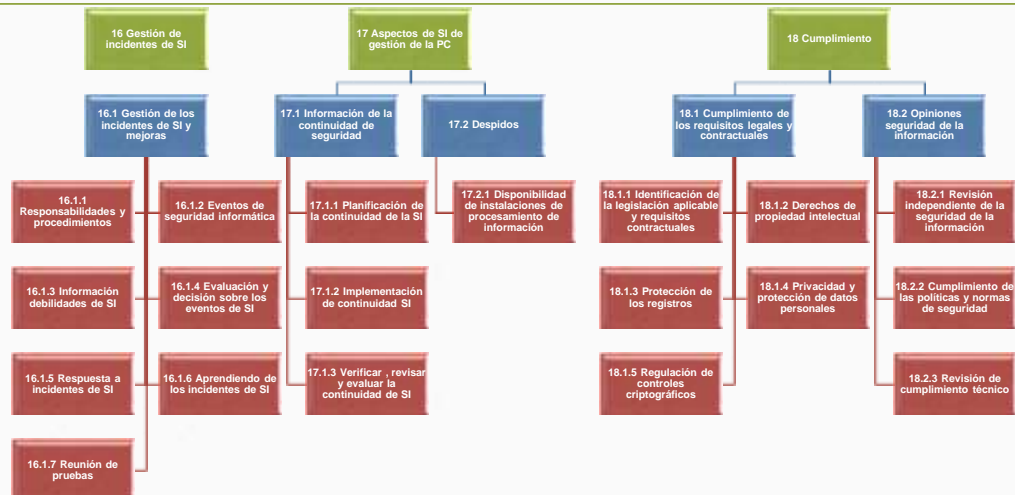 16 Gestión de
incidentes de SI
17 Aspectos de SI de
gestión de la PC
18 Cumplimiento
16.1 Gestión de los
incidentes de SI y
mejoras
17.1 Información de la
continuidad de
seguridad
17.2 Despidos
18.1 Cumplimiento de
los requisitos legales y
contractuales
18.2 Opiniones
seguridad de la
información
16.1.1
Responsabilidades y
procedimientos
16.1.2 Eventos de
seguridad informática
17.1.1 Planificación de
la continuidad de la SI
17.2.1 Disponibilidad
de instalaciones de
procesamiento de
información
18.1.1 Identificación de
la legislación aplicable
y requisitos
contractuales
18.1.2 Derechos de
propiedad intelectual
18.2.1 Revisión
independiente de la
seguridad de la
información
16.1.3 Información
debilidades de SI
16.1.4 Evaluación y
decisión sobre los
eventos de SI
17.1.2 Implementación
de continuidad SI
18.1.3 Protección de
los registros
18.1.4 Privacidad y
protección de datos
personales
18.2.2 Cumplimiento de
las políticas y normas
de seguridad
16.1.5 Respuesta a
incidentes de SI
16.1.6 Aprendiendo de
los incidentes de SI
17.1.3 Verificar , revisar
y evaluar la
continuidad de SI
18.1.5 Regulación de
controles
criptográficos
18.2.3 Revisión de
cumplimiento técnico
16.1.7 Reunión de
pruebas